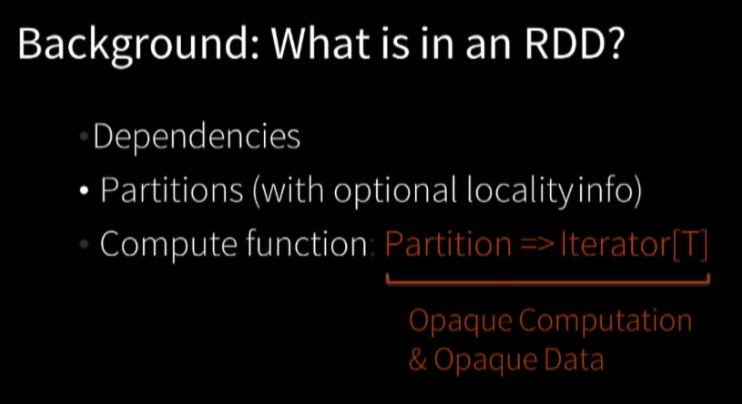 Background: What is in an RDD?
•Dependencies
• Partitions (with optional locality info)
• Compute function: Partition => Iterator[T]
Opaque Computation
& Opaque Data